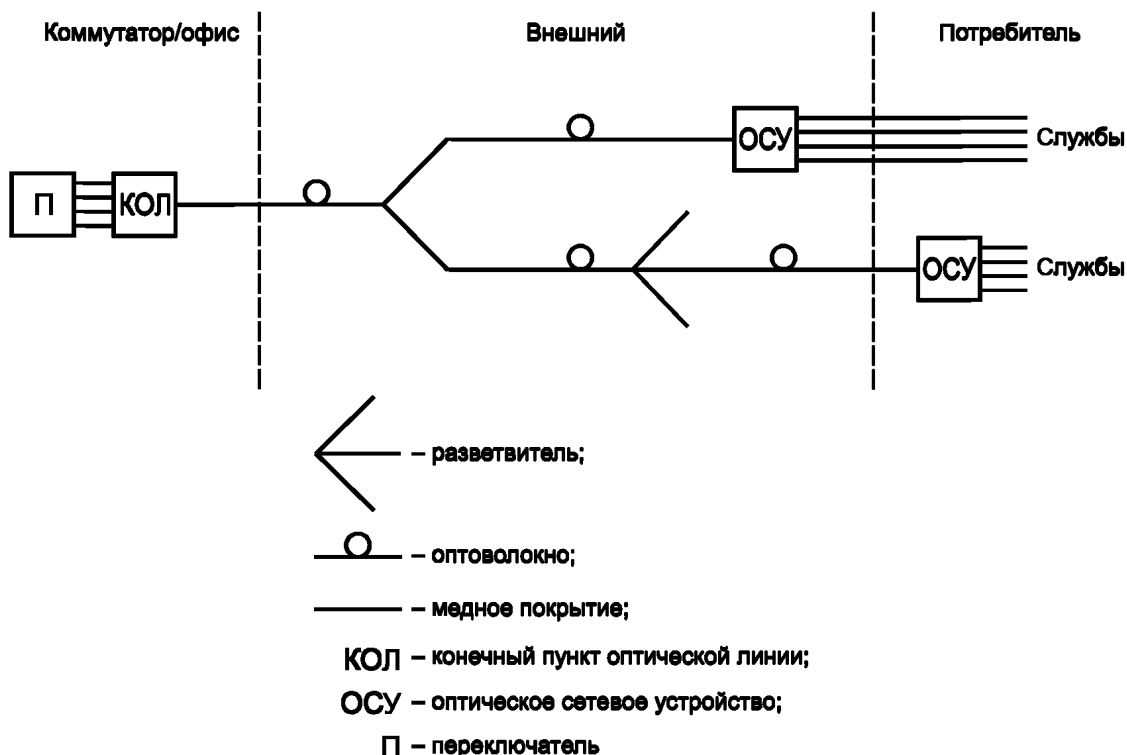 Коммутатор/офис
Внешний
Потребитель
ОСУ
Службы
П
КОЛ
ОСУ
Службы
– разветвитель;
– оптоволокно;
– медное покрытие;
КОЛ – конечный пункт оптической линии;
ОСУ – оптическое сетевое устройство;
П – переключатель